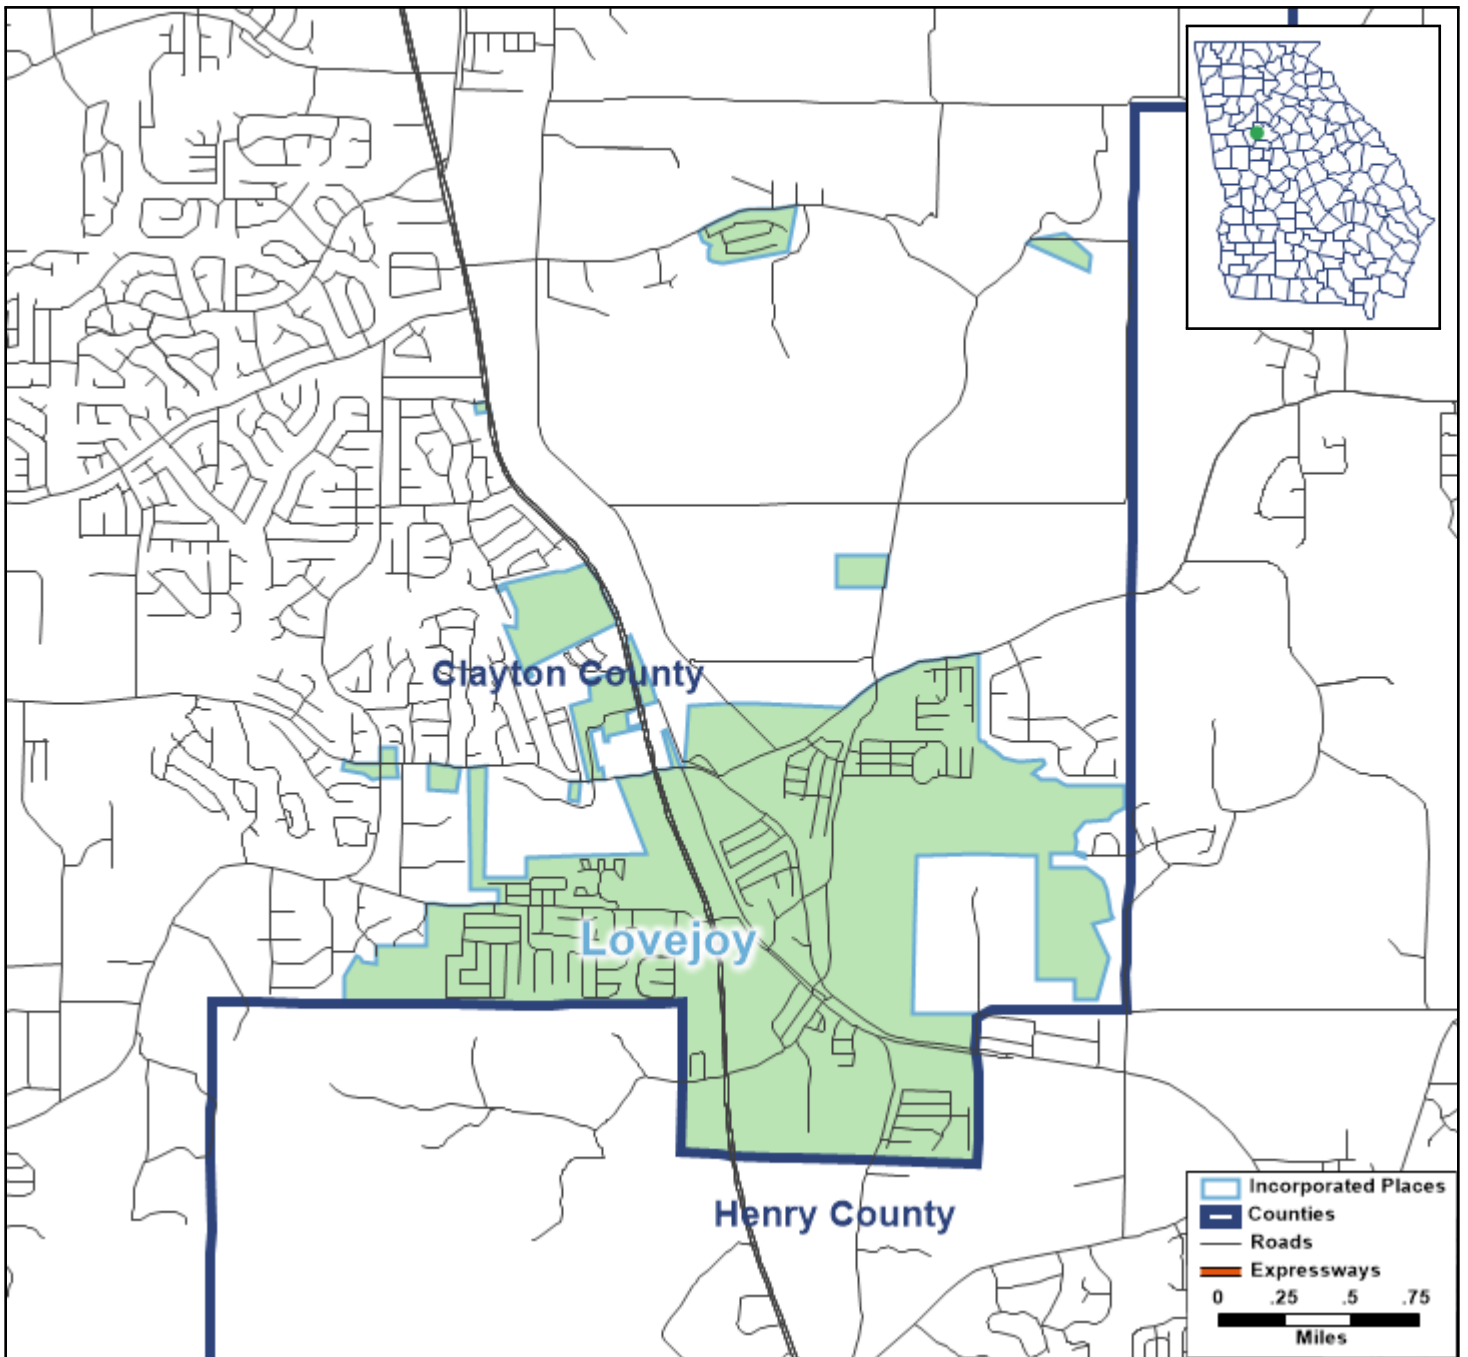 Clayton County
Lovejoy
Henry County
Incorporated Places
Counties
Roads
Expressways
0 .25 .5 .75
Miles